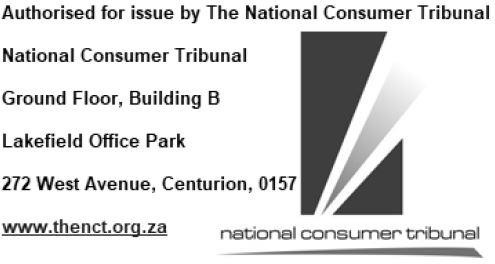 Authorised for issue by The National Consumer Tribunal
National Consumer Tribunal
Ground Floor, Building B
Lakefield Office Park
272 West Avenue, Centurion, 0157
www.thenct.org.za
national consumer tribunal